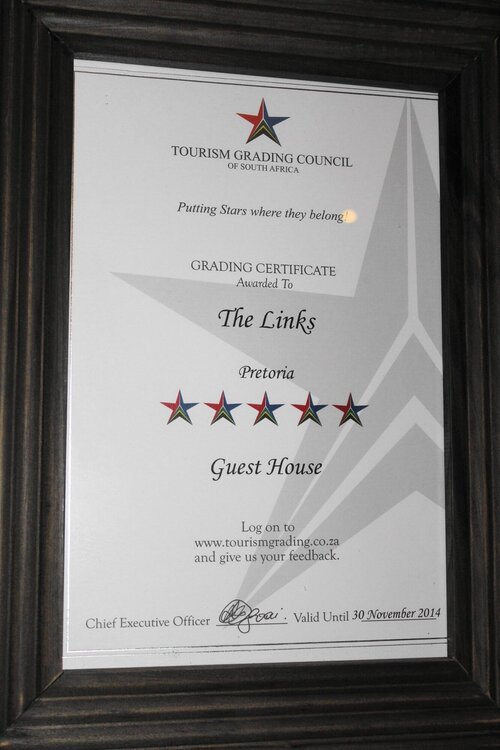 TOURISM GRADING COUNCIL
OF SOUTH AFRICA
Putting Stars where they belong!
GRADING CERTIFICATE
Awarded To
The Links
Pretoria
Guest House
Log on to
www.tourismgrading.co.za
and give us your feedback.
Chief Executive Officer Valid Until 30 November 2014